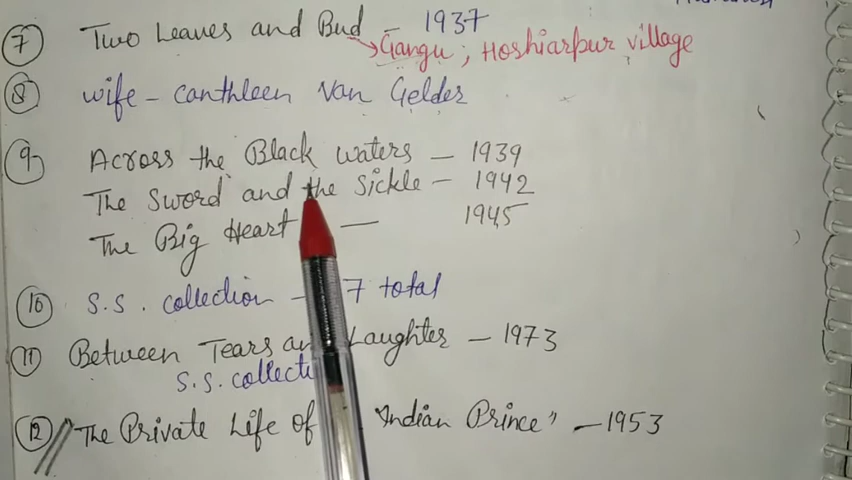 7 Two Leaves and Bud - 1937
Gangu; Hoshiarpur village
8 wife - canthleen Van Gelder
9 Across the Black waters - 1939
The Sword and the Sickle - 1942
The Big Heart - 1945
10 S.S. collection - 7 total
11 Between Tears an Laughter - 1973
S.S. collecti
12 The Private Life of "Indian Prince" - 1953